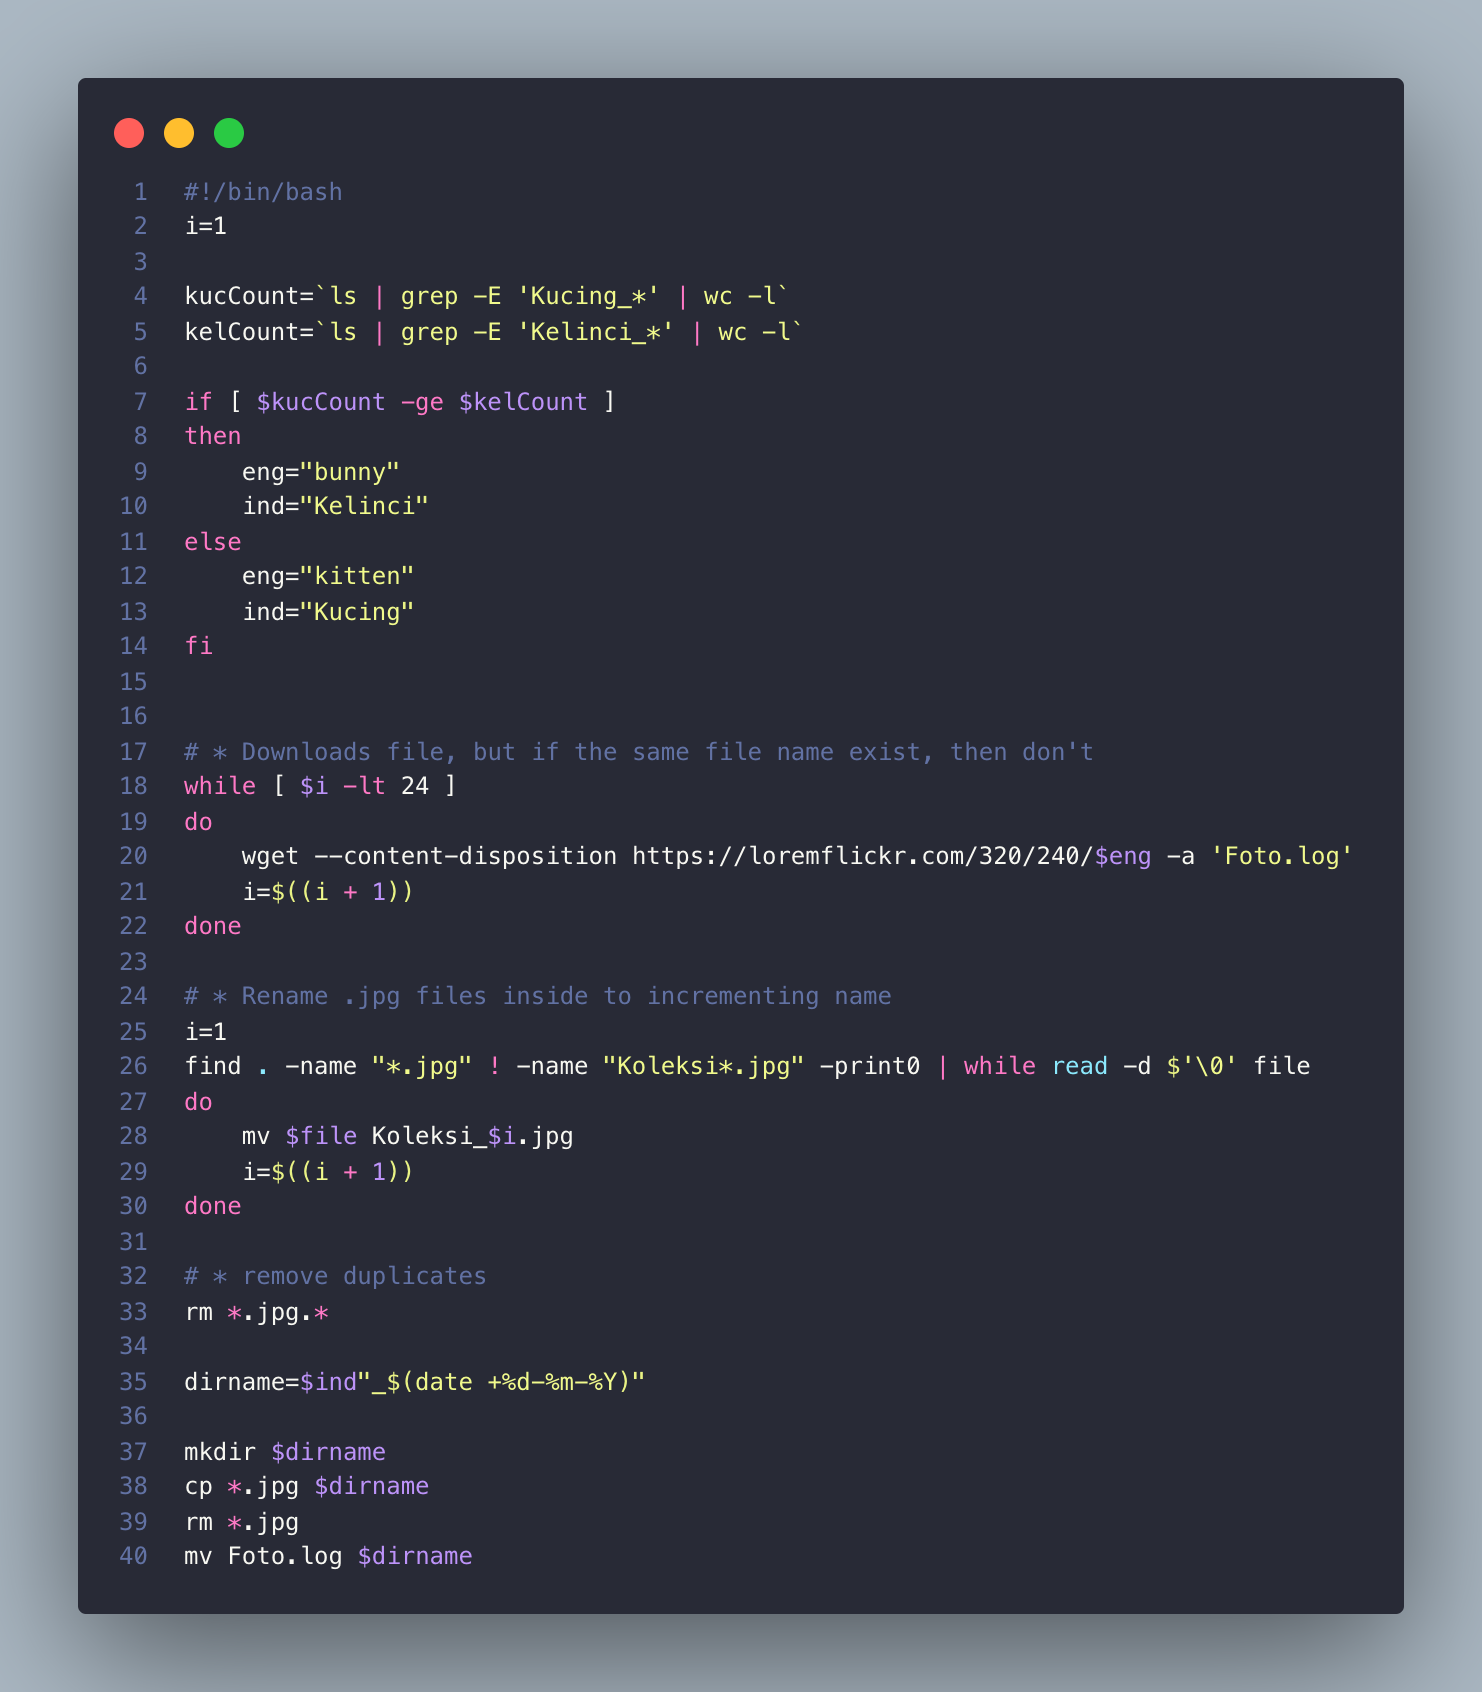 1 #!/bin/bash
2 i=1
3
4 kucCount=`ls | grep -E 'Kucing_*' | wc -l`
5 kelCount=`ls | grep -E 'Kelinci_*' | wc -l`
6
7 if [ $kucCount -ge $kelCount ]
8 then
9     eng="bunny"
10     ind="Kelinci"
11 else
12     eng="kitten"
13     ind="Kucing"
14 fi
15
16
17 # * Downloads file, but if the same file name exist, then don't
18 while [ $i -lt 24 ]
19 do
20     wget --content-disposition https://loremflickr.com/320/240/$eng -a 'Foto.log'
21     i=$((i + 1))
22 done
23
24 # * Rename .jpg files inside to incrementing name
25 i=1
26 find . -name "*.jpg" ! -name "Koleksi*.jpg" -print0 | while read -d $'\0' file
27 do
28     mv $file Koleksi_$i.jpg
29     i=$((i + 1))
30 done
31
32 # * remove duplicates
33 rm *.jpg.*
34
35 dirname=$ind"_$(date +%d-%m-%Y)"
36
37 mkdir $dirname
38 cp *.jpg $dirname
39 rm *.jpg
40 mv Foto.log $dirname